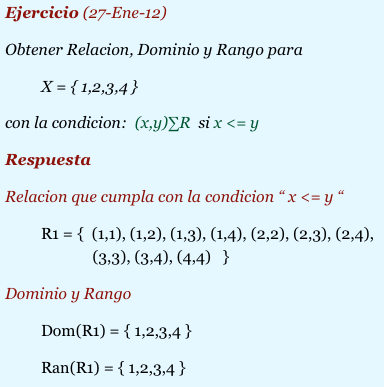 Ejercicio (27-Ene-12)
Obtener Relacion, Dominio y Rango para
X = { 1,2,3,4 }
con la condicion: (x,y)∑R si x <= y
Respuesta
Relacion que cumpla con la condicion “ x <= y “
R1 = { (1,1), (1,2), (1,3), (1,4), (2,2), (2,3), (2,4),
(3,3), (3,4), (4,4) }
Dominio y Rango
Dom(R1) = { 1,2,3,4 }
Ran(R1) = { 1,2,3,4 }